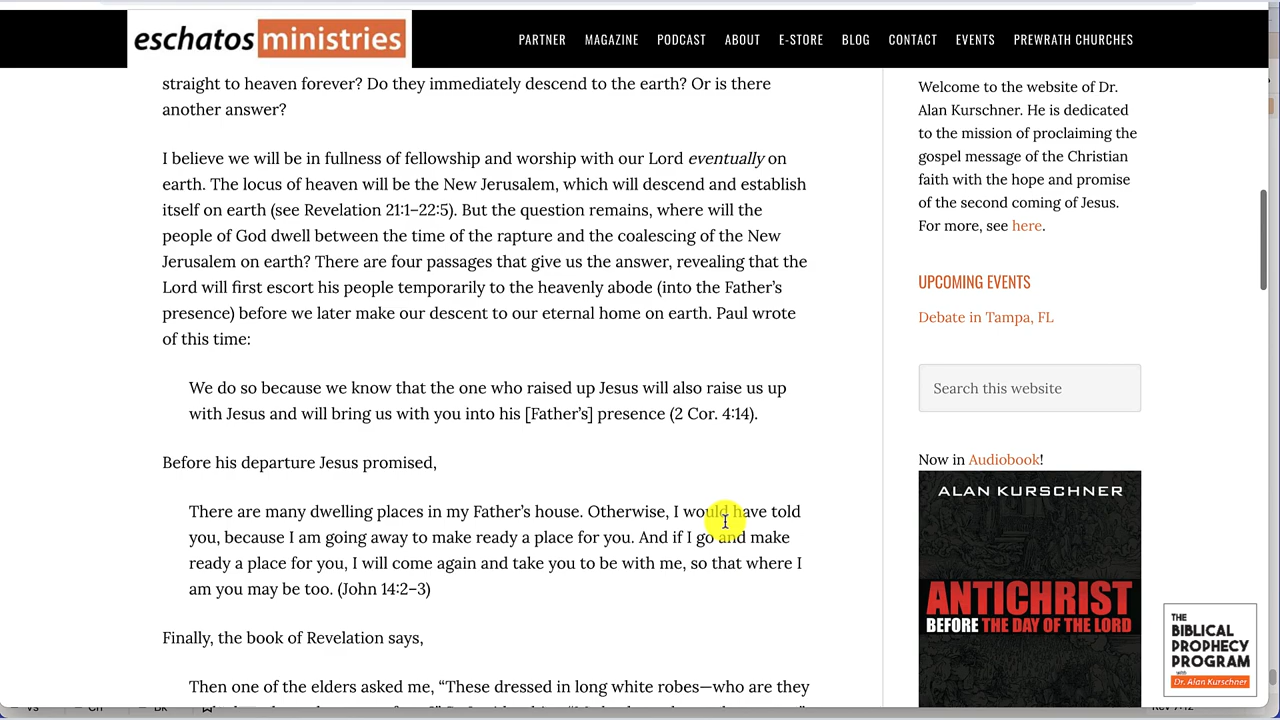 eschatos ministries
PARTNER MAGAZINE PODCAST ABOUT E-STORE BLOG CONTACT EVENTS PREWRATH CHURCHES
straight to heaven forever? Do they immediately descend to the earth? Or is there
another answer?
I believe we will be in fullness of fellowship and worship with our Lord eventually on
earth. The locus of heaven will be the New Jerusalem, which will descend and establish
itself on earth (see Revelation 21:1–22:5). But the question remains, where will the
people of God dwell between the time of the rapture and the coalescing of the New
Jerusalem on earth? There are four passages that give us the answer, revealing that the
Lord will first escort his people temporarily to the heavenly abode (into the Father’s
presence) before we later make our descent to our eternal home on earth. Paul wrote
of this time:
We do so because we know that the one who raised up Jesus will also raise us up
with Jesus and will bring us with you into his [Father’s] presence (2 Cor. 4:14).
Before his departure Jesus promised,
There are many dwelling places in my Father’s house. Otherwise, I would have told
you, because I am going away to make ready a place for you. And if I go and make
ready a place for you, I will come again and take you to be with me, so that where I
am you may be too. (John 14:2–3)
Finally, the book of Revelation says,
Then one of the elders asked me, “These dressed in long white robes—who are they
Welcome to the website of Dr.
Alan Kurschner. He is dedicated
to the mission of proclaiming the
gospel message of the Christian
faith with the hope and promise
of the second coming of Jesus.
For more, see here.
UPCOMING EVENTS
Debate in Tampa, FL
Search this website
Now in Audiobook!
ALAN KURSCHNER
ANTICHRIST
BEFORE THE DAY OF THE LORD
THE
BIBLICAL
PROPHECY
PROGRAM
with
Dr. Alan Kurschner